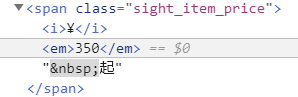 ▼<span class="sight_item_price">
<i>¥</i>
<em>350</em> == $0
"&nbsp;起"
</span>